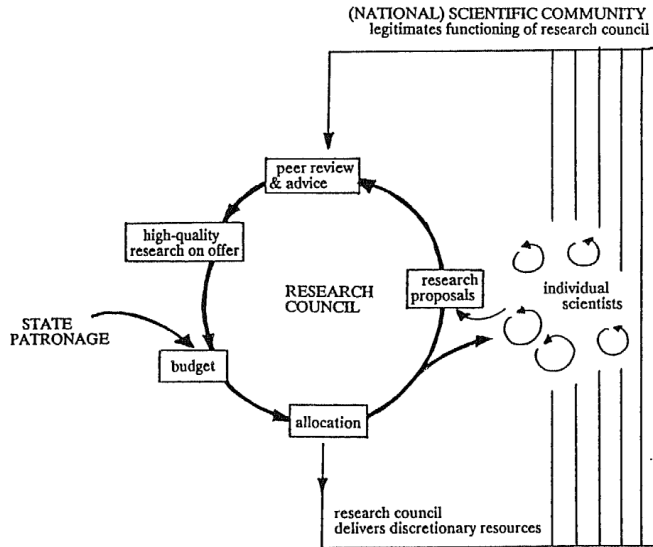 (NATIONAL) SCIENTIFIC COMMUNITY
legitimates functioning of research council
peer review
& advice
high-quality
research on offer
RESEARCH
COUNCIL
research
proposals
individual
scientists
STATE
PATRONAGE
budget
allocation
research council
delivers discretionary resources